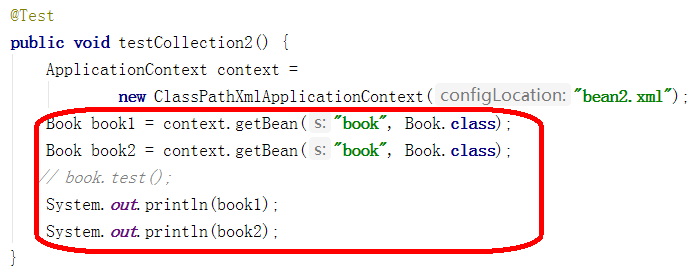 @Test
public void testCollection2() {
ApplicationContext context =
new ClassPathXmlApplicationContext( configLocation: "bean2.xml");
Book book1 = context.getBean( s: "book", Book.class);
Book book2 = context.getBean( s: "book", Book.class);
// book.test();
System.out.println(book1);
System.out.println(book2);
}